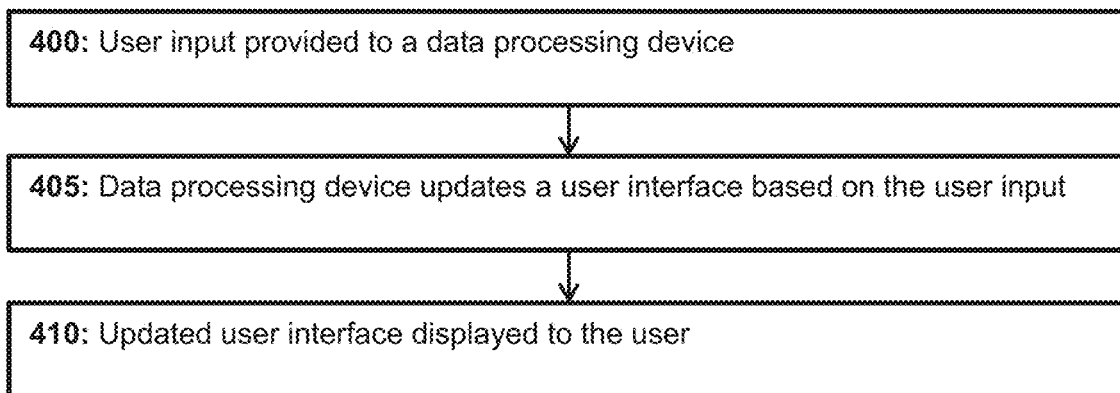 400: User input provided to a data processing device
405: Data processing device updates a user interface based on the user input
410: Updated user interface displayed to the user